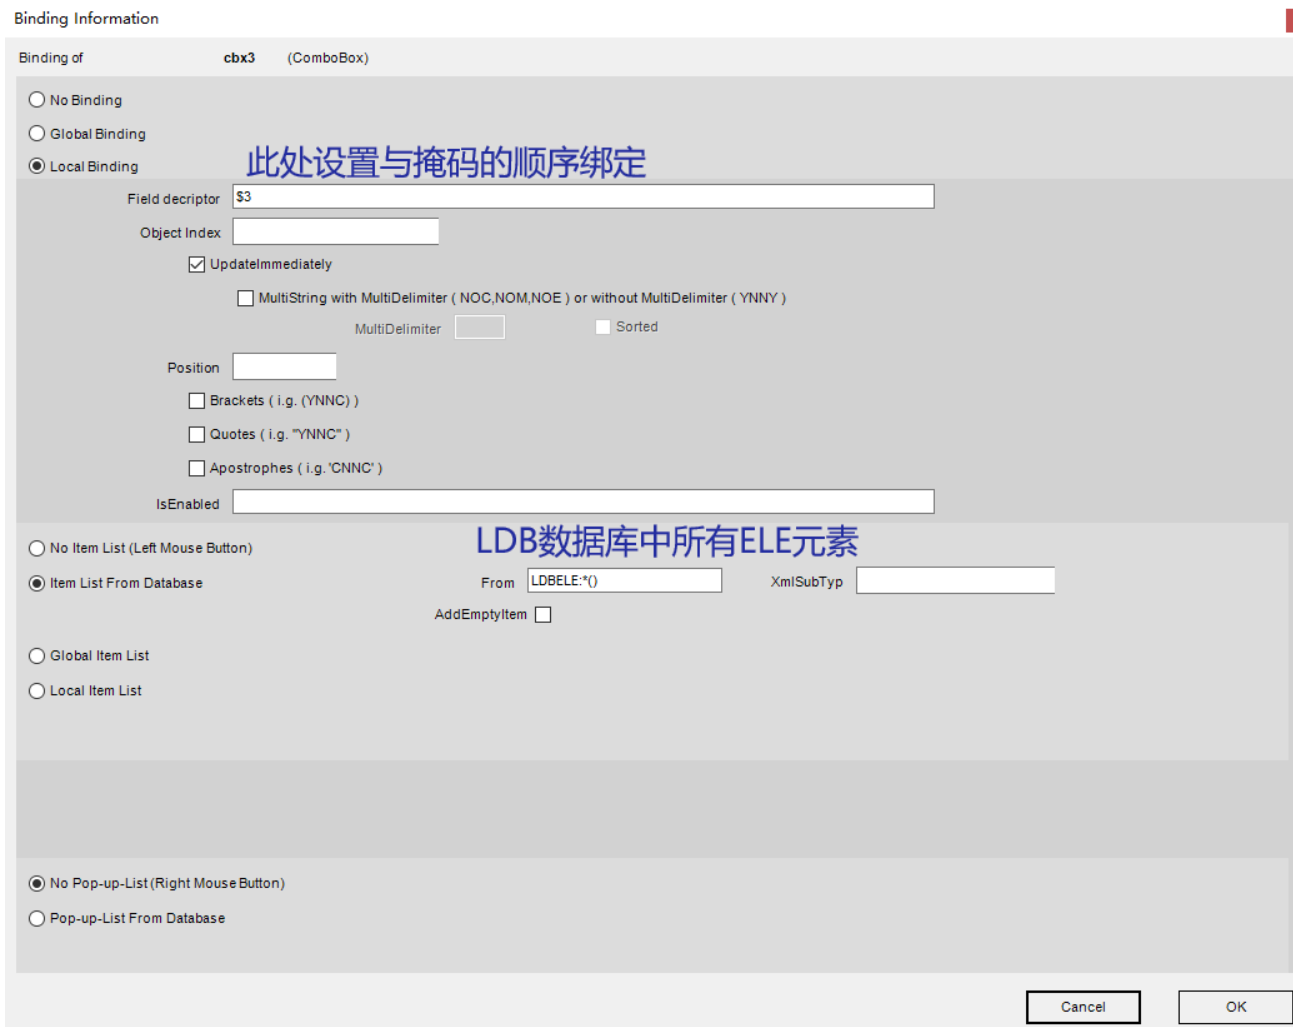 Binding Information
Binding of cbx3 (ComboBox)
No Binding
Global Binding
Local Binding
此处设置与掩码的顺序绑定
Field decriptor $3
Object Index
UpdateImmediately
MultiString with MultiDelimiter ( NOC,NOM,NOE ) or without MultiDelimiter ( YNNY )
MultiDelimiter Sorted
Position
Brackets ( i.g. (YNNC) )
Quotes ( i.g. "YNNC" )
Apostrophes ( i.g. 'CNNC' )
IsEnabled
LDB数据库中所有ELE元素
No Item List (Left Mouse Button)
Item List From Database From LDBELE:*() XmlSubTyp
AddEmptyItem
Global Item List
Local Item List
No Pop-up-List (Right Mouse Button)
Pop-up-List From Database
Cancel OK